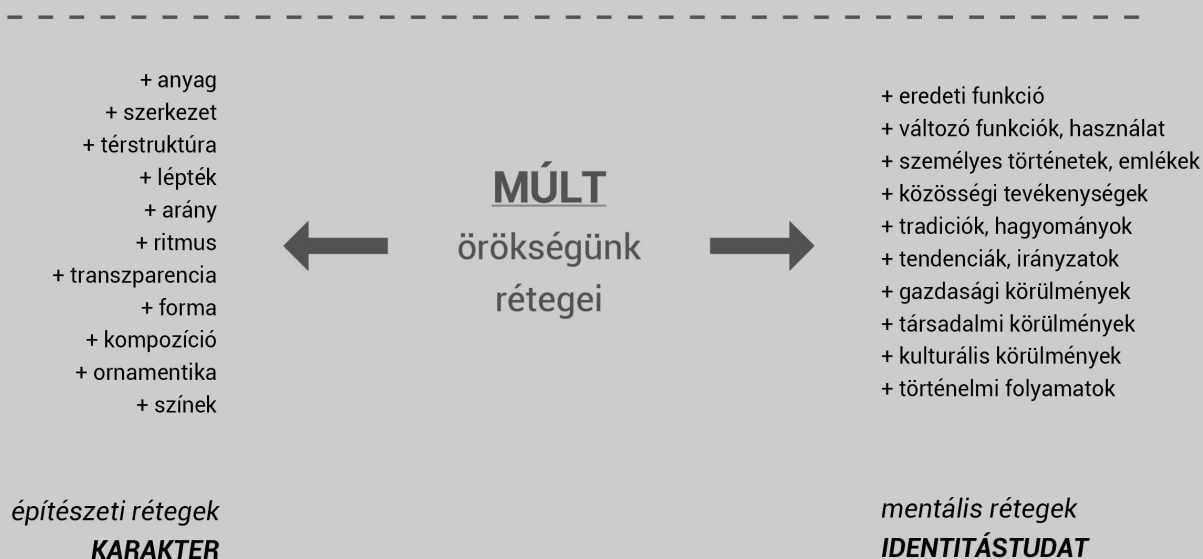 + anyag
+ szerkezet
+ térstruktúra
+ lépték
+ arány
+ ritmus
+ transzparencia
+ forma
+ kompozíció
+ ornamentika
+ színek
építészeti rétegek
KARAKTER
MÚLT
örökségünk
rétegei
+ eredeti funkció
+ változó funkciók, használat
+ személyes történetek, emlékek
+ közösségi tevékenységek
+ tradiciók, hagyományok
+ tendenciák, irányzatok
+ gazdasági körülmények
+ társadalmi körülmények
+ kulturális körülmények
+ történelmi folyamatok
mentális rétegek
IDENTITÁSTUDAT